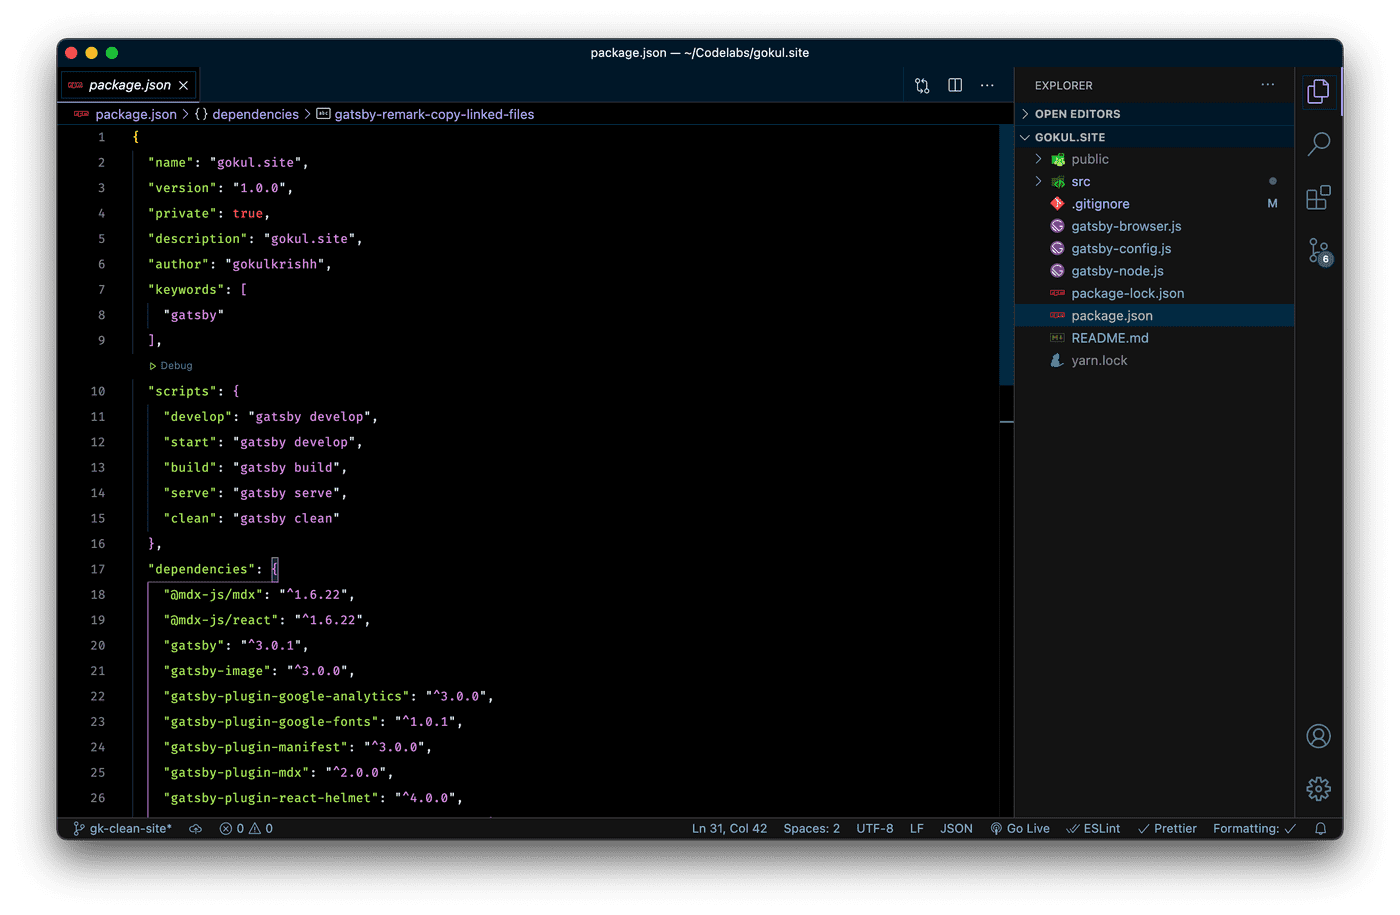 package.json — ~/Codelabs/gokul.site
package.json
package.json > {} dependencies > gatsby-remark-copy-linked-files
1 {
2 "name": "gokul.site",
3 "version": "1.0.0",
4 "private": true,
5 "description": "gokul.site",
6 "author": "gokulkrishh",
7 "keywords": [
8 "gatsby"
9 ],
Debug
10 "scripts": {
11 "develop": "gatsby develop",
12 "start": "gatsby develop",
13 "build": "gatsby build",
14 "serve": "gatsby serve",
15 "clean": "gatsby clean"
16 },
17 "dependencies": {
18 "@mdx-js/mdx": "^1.6.22",
19 "@mdx-js/react": "^1.6.22",
20 "gatsby": "^3.0.1",
21 "gatsby-image": "^3.0.0",
22 "gatsby-plugin-google-analytics": "^3.0.0",
23 "gatsby-plugin-google-fonts": "^1.0.1",
24 "gatsby-plugin-manifest": "^3.0.0",
25 "gatsby-plugin-mdx": "^2.0.0",
26 "gatsby-plugin-react-helmet": "^4.0.0",
EXPLORER
OPEN EDITORS
GOKUL.SITE
public
src
.gitignore M
gatsby-browser.js
gatsby-config.js
gatsby-node.js
package-lock.json
package.json
README.md
yarn.lock
6
gk-clean-site* 0 0 Ln 31, Col 42 Spaces: 2 UTF-8 LF JSON Go Live ESLint Prettier Formatting: ✓